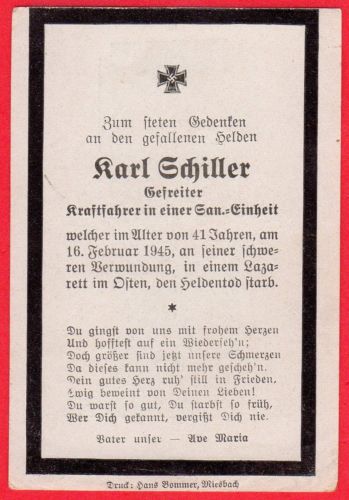 Zum steten Gedenken
an den gefallenen Helden
Karl Schiller
Gefreiter
Kraftfahrer in einer San.-Einheit
welcher im Alter von 41 Jahren, am
16. Februar 1945, an seiner schwe-
ren Verwundung, in einem Laza-
rett im Osten, den Heldentod starb.
*
Du gingst von uns mit frohem Herzen
Und hofftest auf ein Wiederseh'n;
Doch größer sind jetzt unsere Schmerzen
Da dieses kann nicht mehr gescheh'n.
Dein gutes Herz ruh' still in Frieden.
Ewig beweint von Deinen Lieben!
Du warst so gut, Du starbst so früh,
Wer Dich gekannt, vergißt Dich nie.
Vater unser — Ave Maria
Druck: Hans Bommer, Miesbach